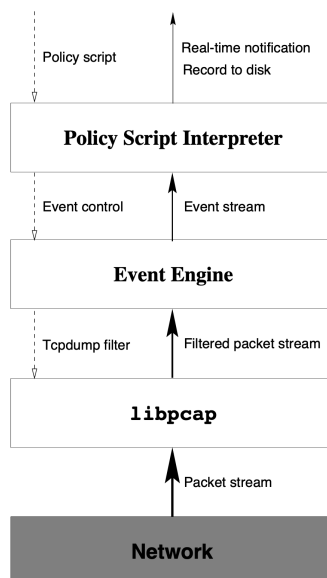 Policy script
Real-time notification
Record to disk
Policy Script Interpreter
Event control
Event stream
Event Engine
Tcpdump filter
Filtered packet stream
libpcap
Packet stream
Network